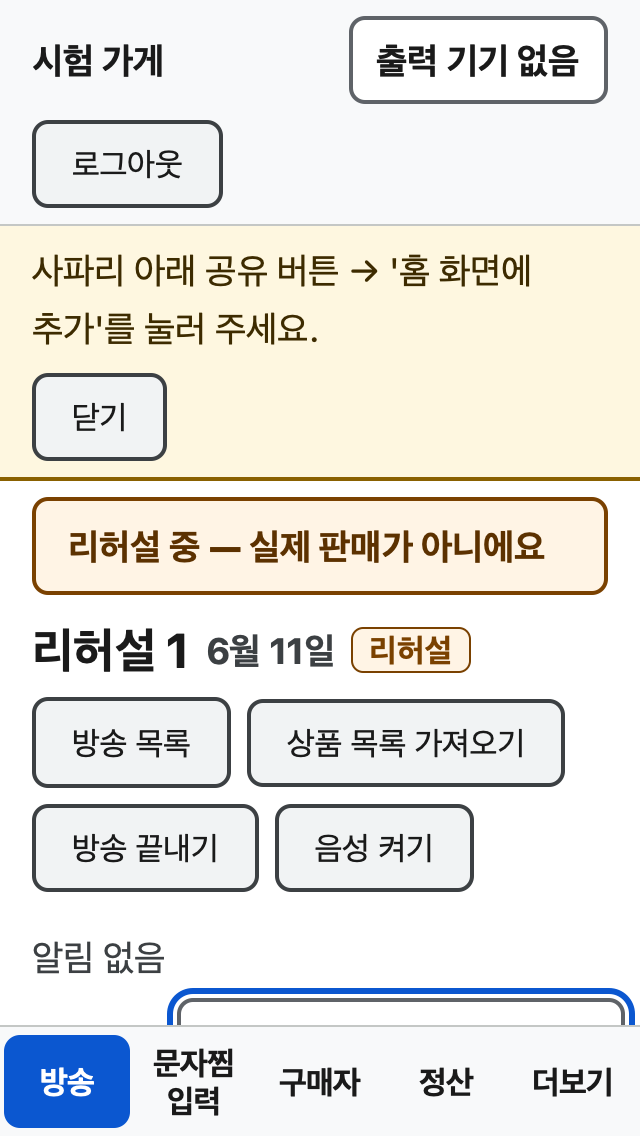 시험 가게
출력 기기 없음
로그아웃
사파리 아래 공유 버튼 → '홈 화면에
추가'를 눌러 주세요.
닫기
리허설 중 — 실제 판매가 아니에요
리허설 1 6월 11일 리허설
방송 목록
상품 목록 가져오기
방송 끝내기
음성 켜기
알림 없음
방송
문자찜
입력
구매자
정산
더보기